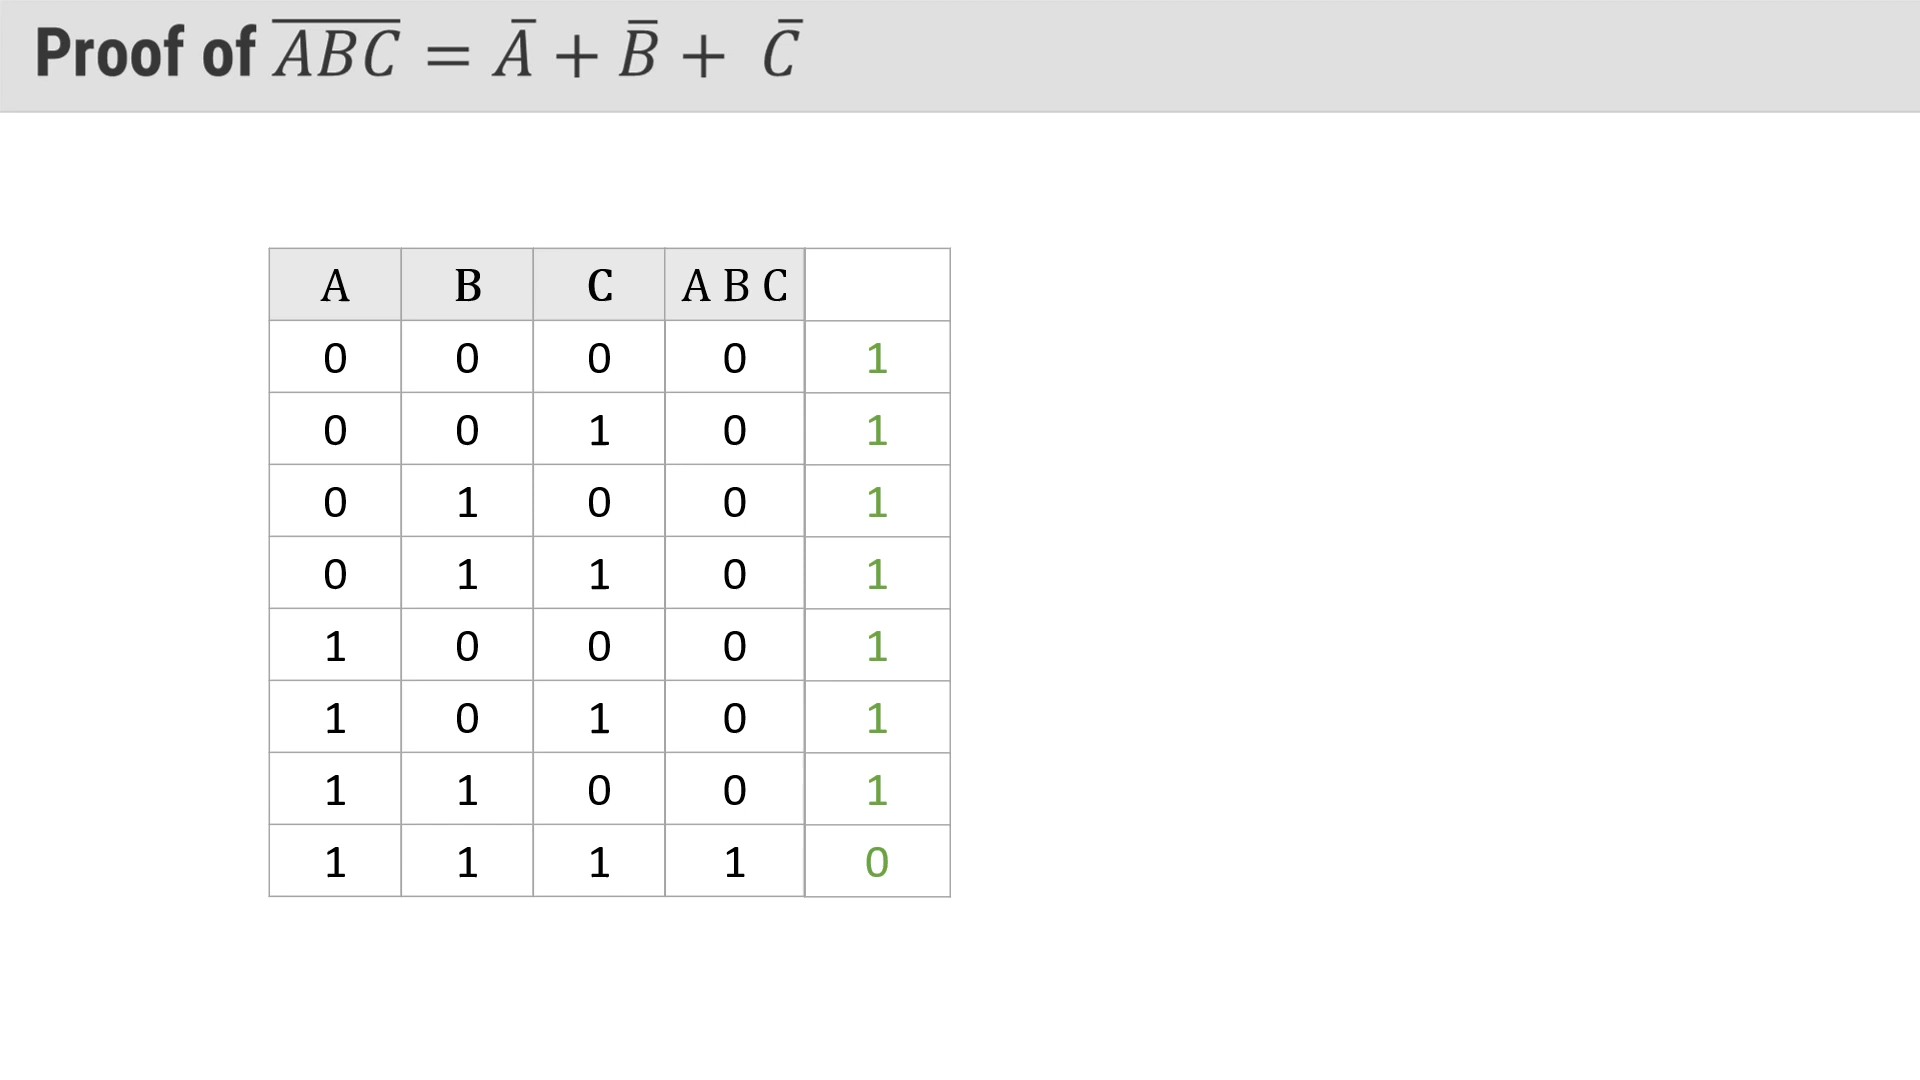 Proof of $\overline{ABC} = \bar{A} + \bar{B} + \bar{C}$
A B C A B C
0 0 0 0 1
0 0 1 0 1
0 1 0 0 1
0 1 1 0 1
1 0 0 0 1
1 0 1 0 1
1 1 0 0 1
1 1 1 1 0